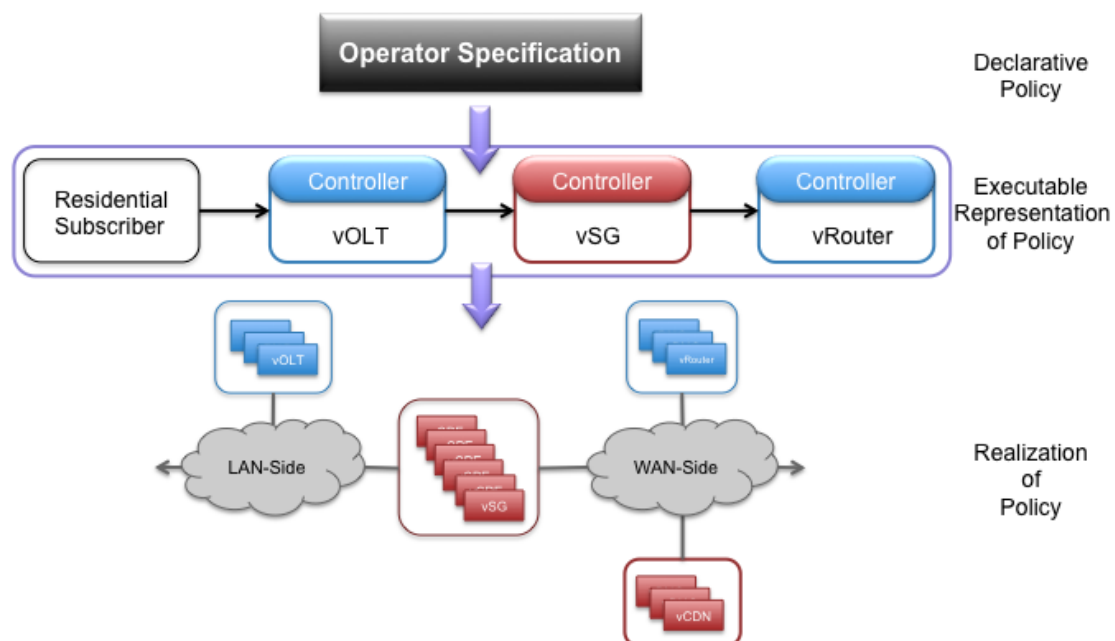 Operator Specification
Declarative
Policy
Residential
Subscriber
Controller
vOLT
Controller
vSG
Controller
vRouter
Executable
Representation
of Policy
vOLT
vRouter
LAN-Side
vSG
WAN-Side
Realization
of
Policy
vCDN